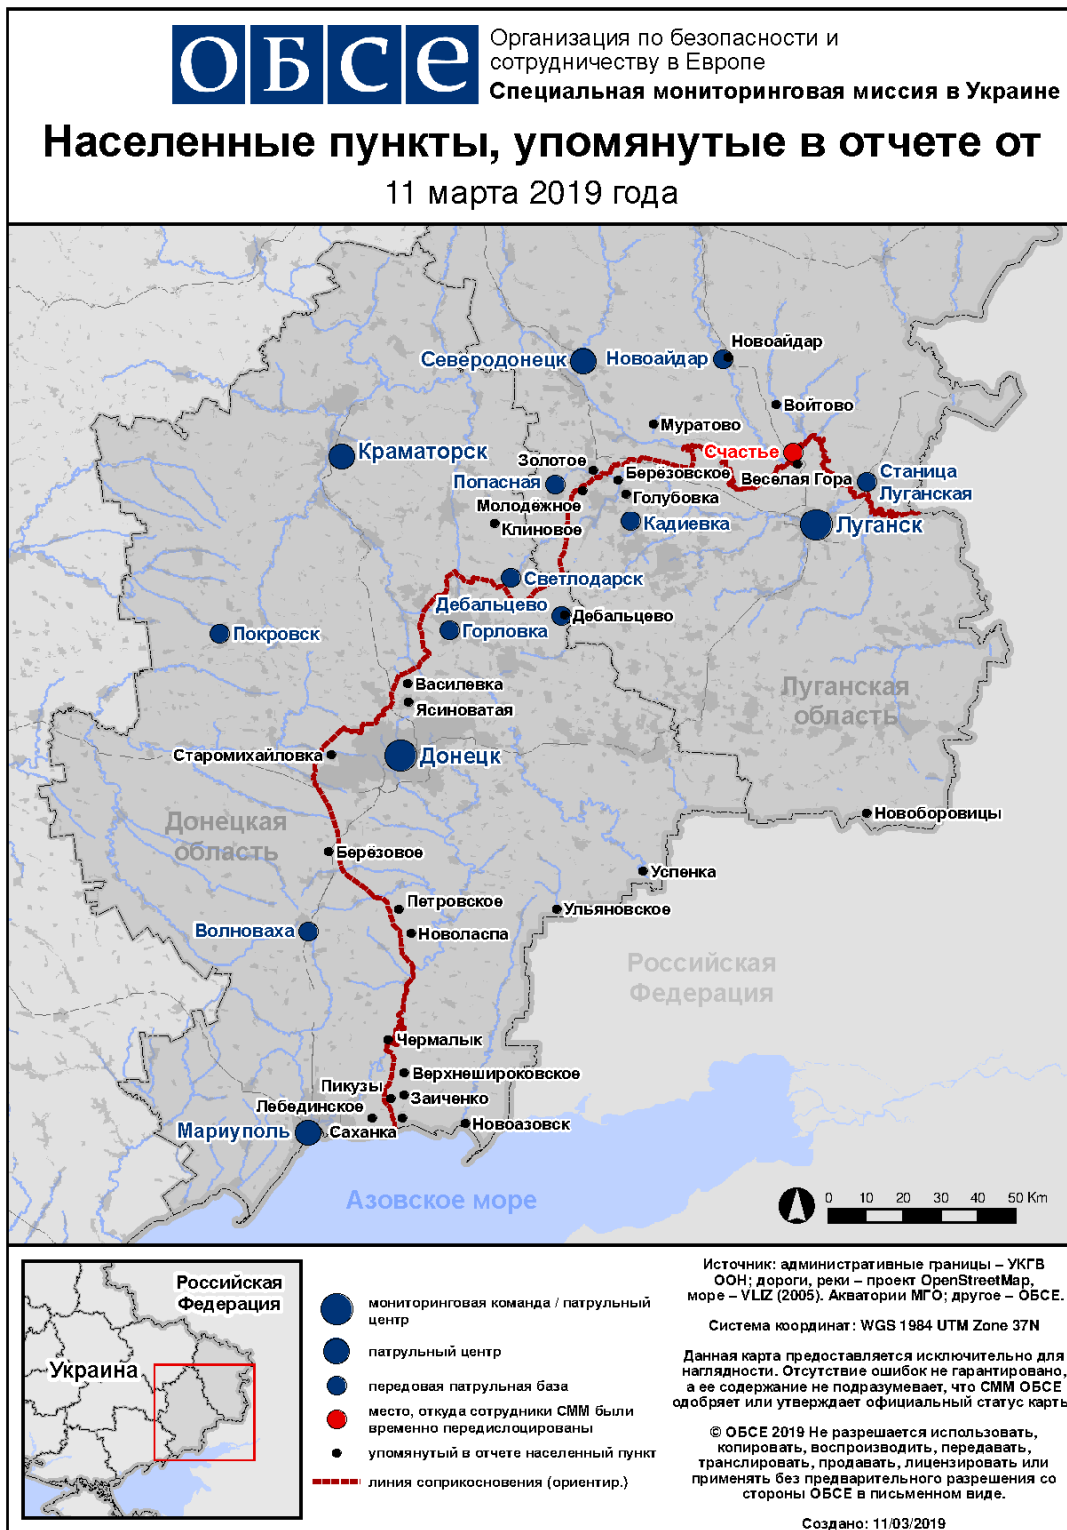 ОБСЕ
Организация по безопасности и
сотрудничеству в Европе
Специальная мониторинговая миссия в Украине
Населенные пункты, упомянутые в отчете от
11 марта 2019 года
Новоайдар
Северодонецк
Новоайдар
Войтово
Муратово
Краматорск
Счастье
Золотое
Берёзовское
Веселая Гора
Станица
Луганская
Попасная
Молодёжное
Голубовка
Клиновое
Кадиевка
Луганск
Светлодарск
Дебальцево
Дебальцево
Покровск
Горловка
Василевка
Ясиноватая
Луганская
область
Старомихайловка
Донецк
Новоборовицы
Донецкая
область
Берёзовое
Успенка
Петровское
Ульяновское
Волноваха
Новоласпа
Российская
Федерация
Чермалык
Верхнешироковское
Пикузы
Заиченко
Лебединское
Мариуполь
Саханка
Новоазовск
Азовское море
0 10 20 30 40 50 Km
Российская
Федерация
Украина
мониторинговая команда / патрульный
центр
патрульный центр
передовая патрульная база
место, откуда сотрудники СММ были
временно передислоцированы
упомянутый в отчете населенный пункт
линия соприкосновения (ориентир.)
Источник: административные границы – УКГВ
ООН; дороги, реки – проект OpenStreetMap,
море – VLIZ (2005). Акватории МГО; другое – ОБСЕ.
Система координат: WGS 1984 UTM Zone 37N
Данная карта предоставляется исключительно для
наглядности. Отсутствие ошибок не гарантировано,
а ее содержание не подразумевает, что СММ ОБСЕ
одобряет или утверждает официальный статус карты
© ОБСЕ 2019 Не разрешается использовать,
копировать, воспроизводить, передавать,
транслировать, продавать, лицензировать или
применять без предварительного разрешения со
стороны ОБСЕ в письменном виде.
Создано: 11/03/2019